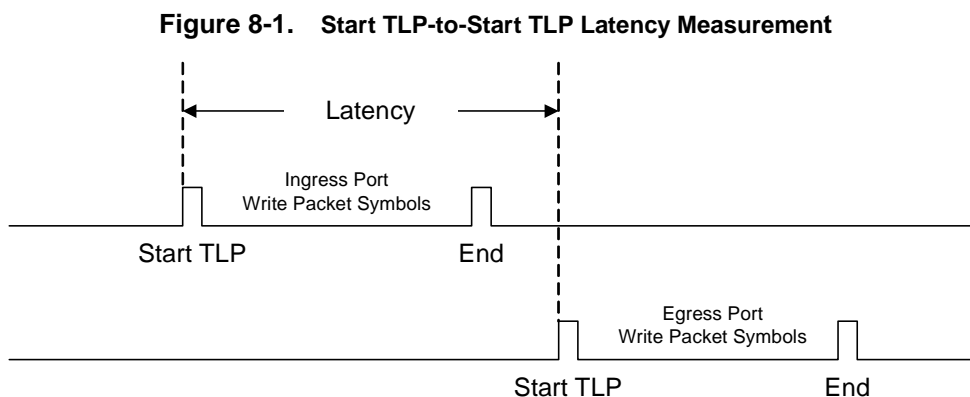 Figure 8-1. Start TLP-to-Start TLP Latency Measurement
Latency
Ingress Port
Write Packet Symbols
Start TLP
End
Egress Port
Write Packet Symbols
Start TLP
End